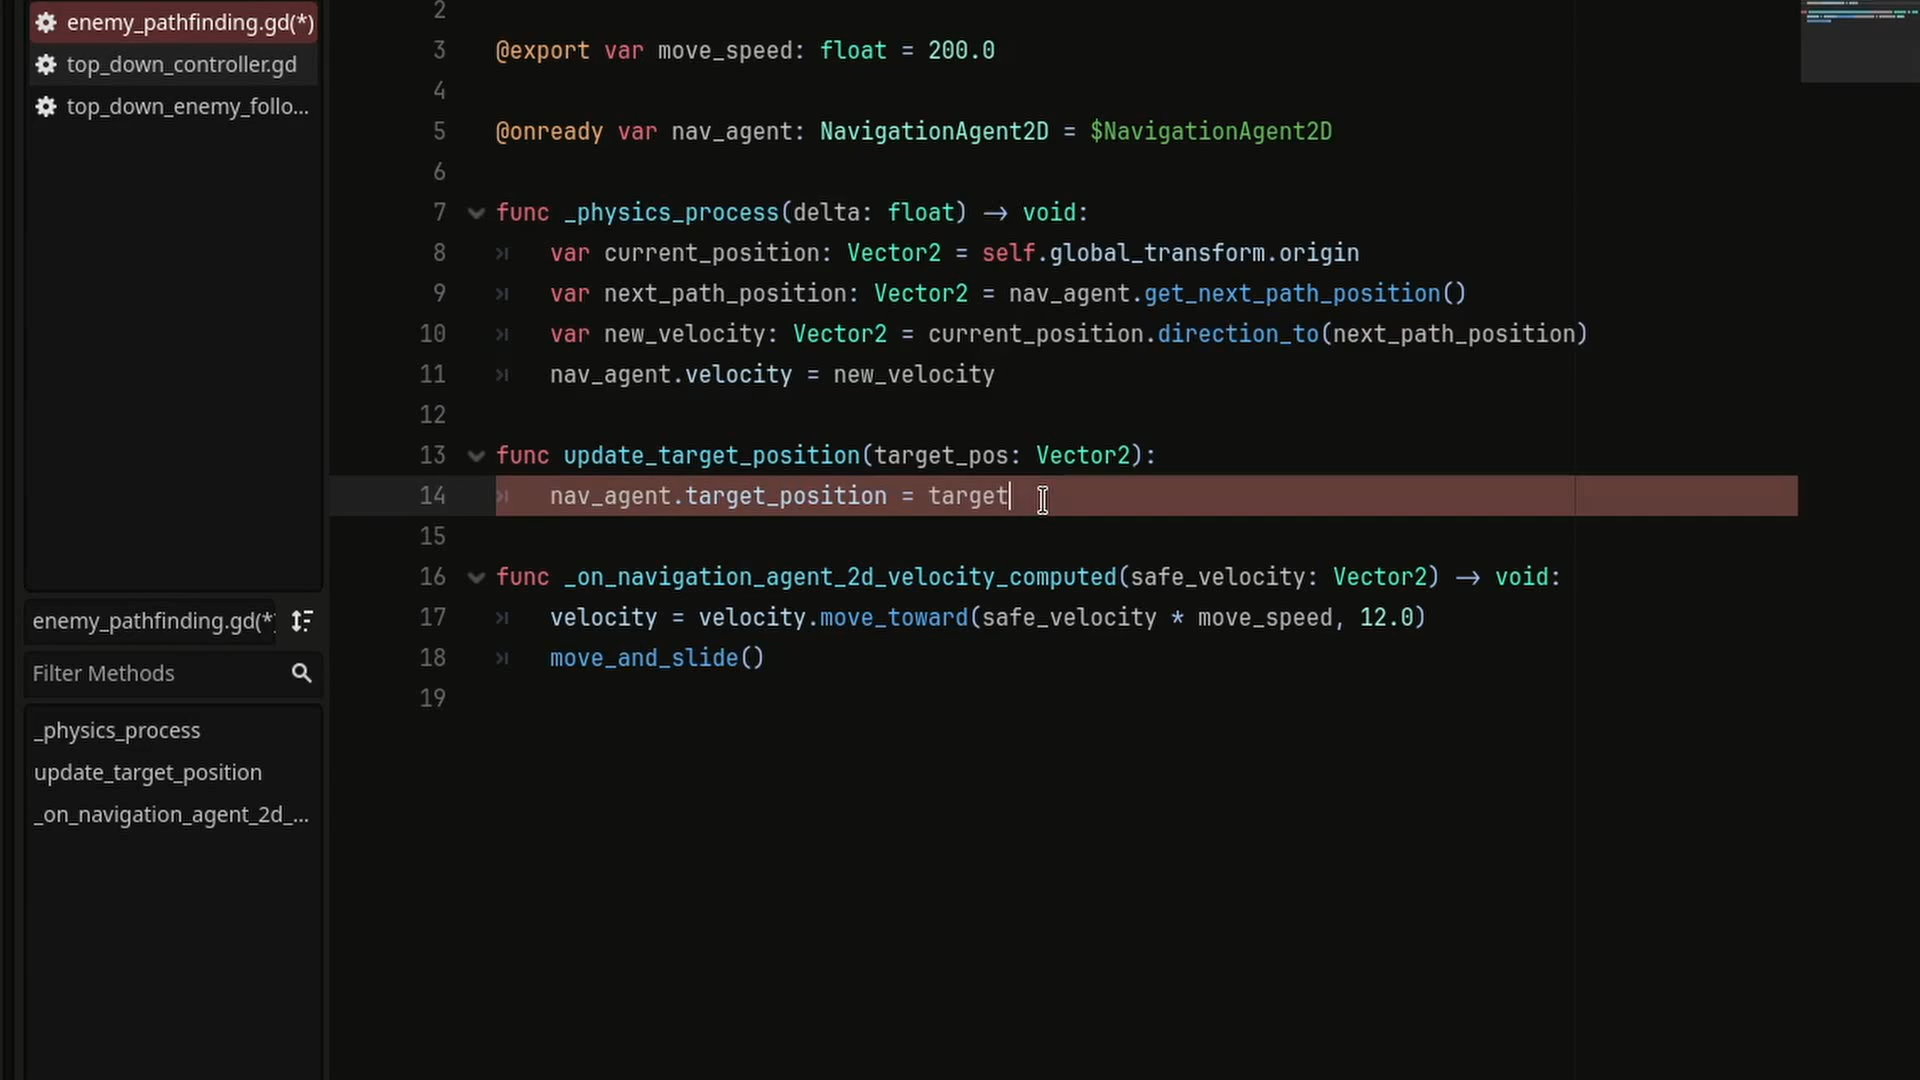 enemy_pathfinding.gd(*)
top_down_controller.gd
top_down_enemy_follo...
enemy_pathfinding.gd(*
Filter Methods
_physics_process
update_target_position
_on_navigation_agent_2d_...
2
3 @export var move_speed: float = 200.0
4
5 @onready var nav_agent: NavigationAgent2D = $NavigationAgent2D
6
7 func _physics_process(delta: float) -> void:
8 var current_position: Vector2 = self.global_transform.origin
9 var next_path_position: Vector2 = nav_agent.get_next_path_position()
10 var new_velocity: Vector2 = current_position.direction_to(next_path_position)
11 nav_agent.velocity = new_velocity
12
13 func update_target_position(target_pos: Vector2):
14 nav_agent.target_position = target
15
16 func _on_navigation_agent_2d_velocity_computed(safe_velocity: Vector2) -> void:
17 velocity = velocity.move_toward(safe_velocity * move_speed, 12.0)
18 move_and_slide()
19